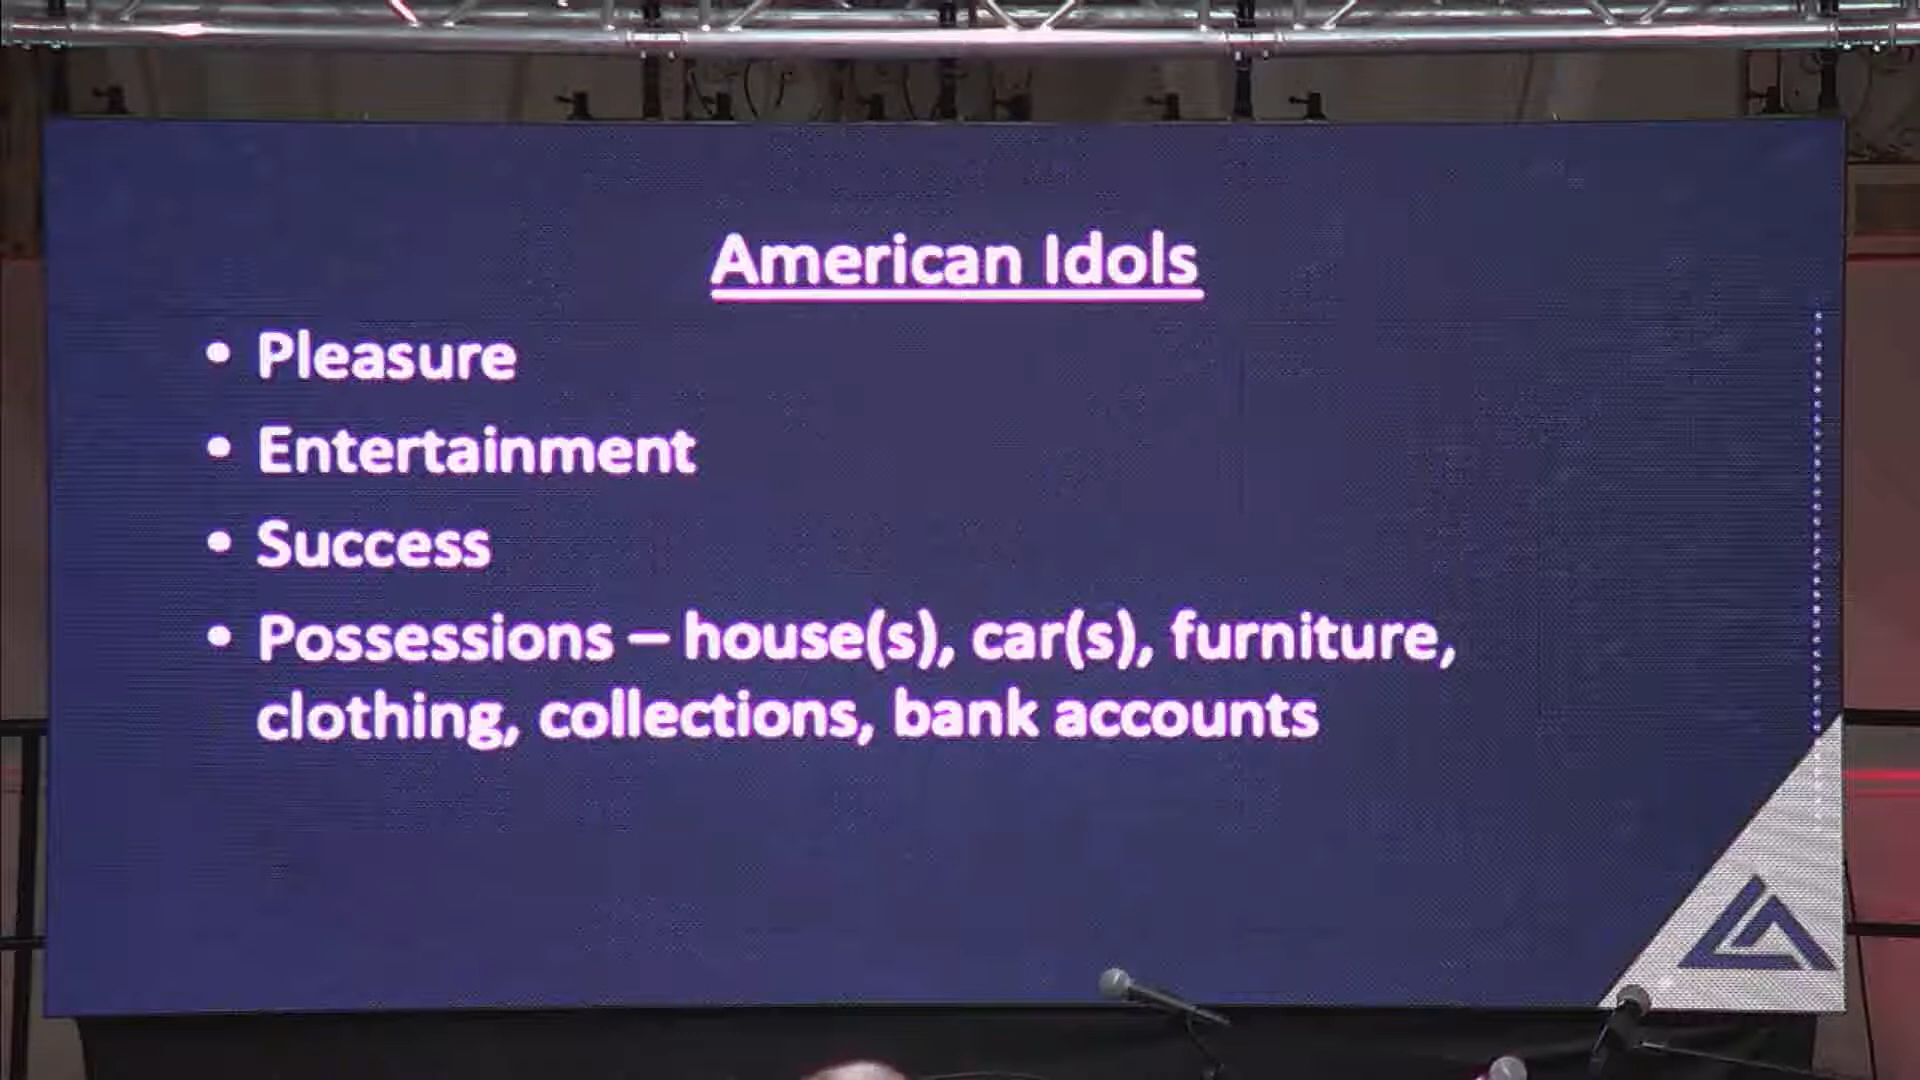 American Idols
• Pleasure
• Entertainment
• Success
• Possessions – house(s), car(s), furniture,
clothing, collections, bank accounts